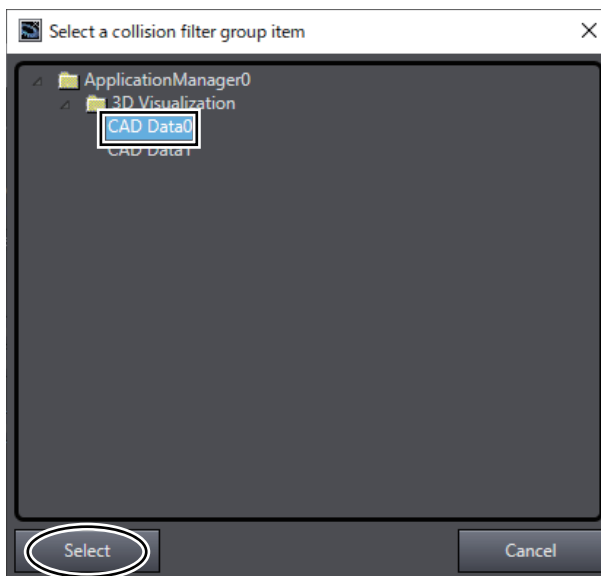 Select a collision filter group item
ApplicationManager0
3D Visualization
CAD Data0
CAD Data1
Select
Cancel